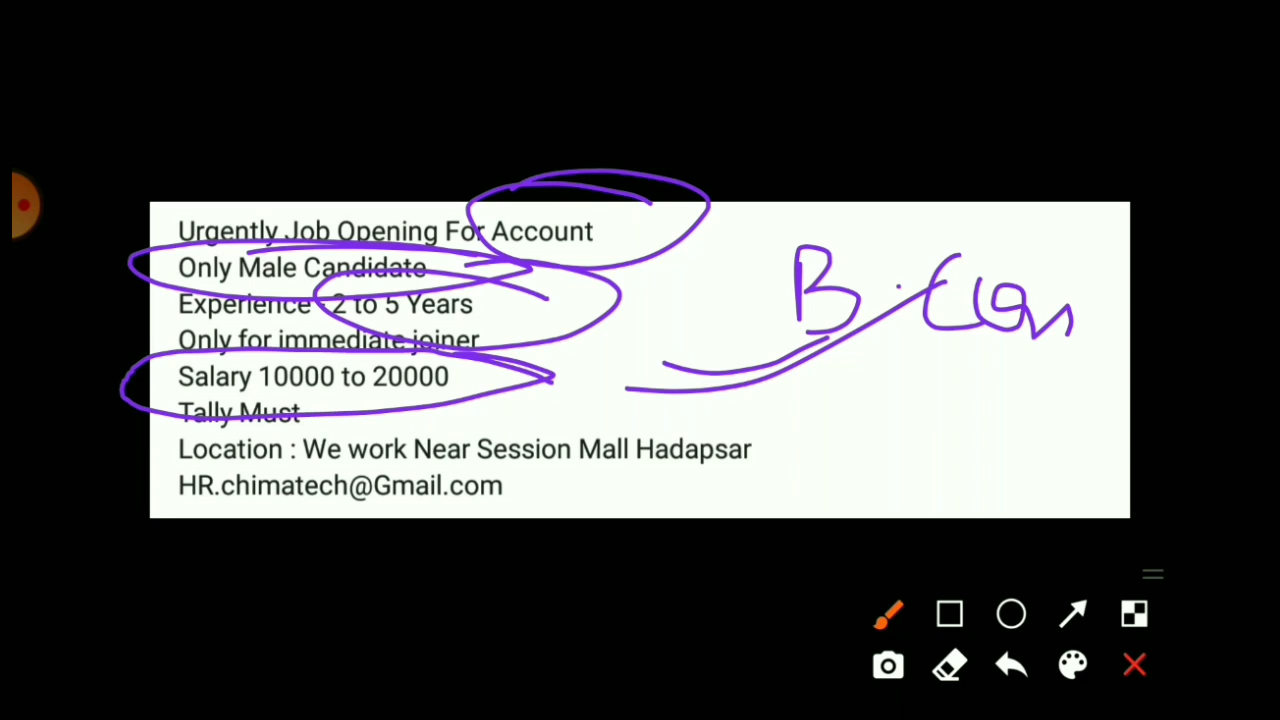 Urgently Job Opening For Account
Only Male Candidate
Experience - 2 to 5 Years
Only for immediate joiner
Salary 10000 to 20000
Tally Must
Location : We work Near Session Mall Hadapsar
HR.chimatech@Gmail.com
B.Com